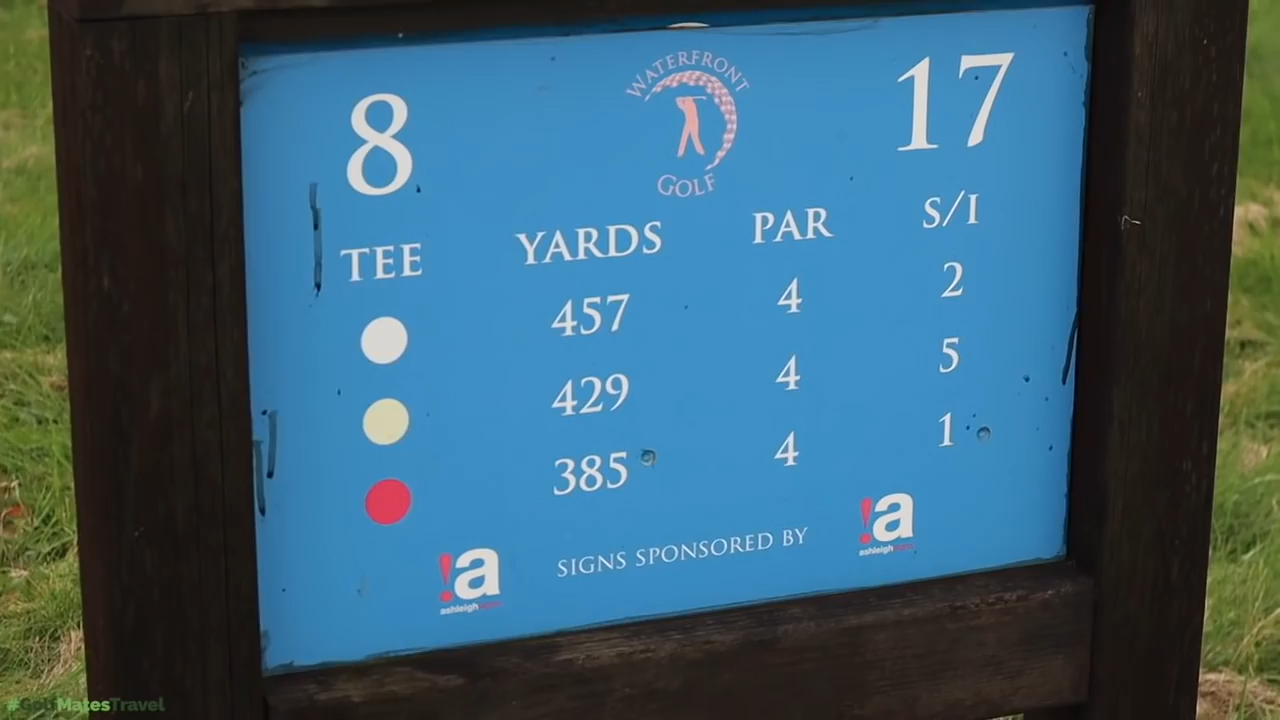 8
WATERFRONT
GOLF
17
TEE YARDS PAR S/I
457 4 2
429 4 5
385 4 1
SIGNS SPONSORED BY
!a
ashleigh
!a
ashleigh
#GolfMatesTravel